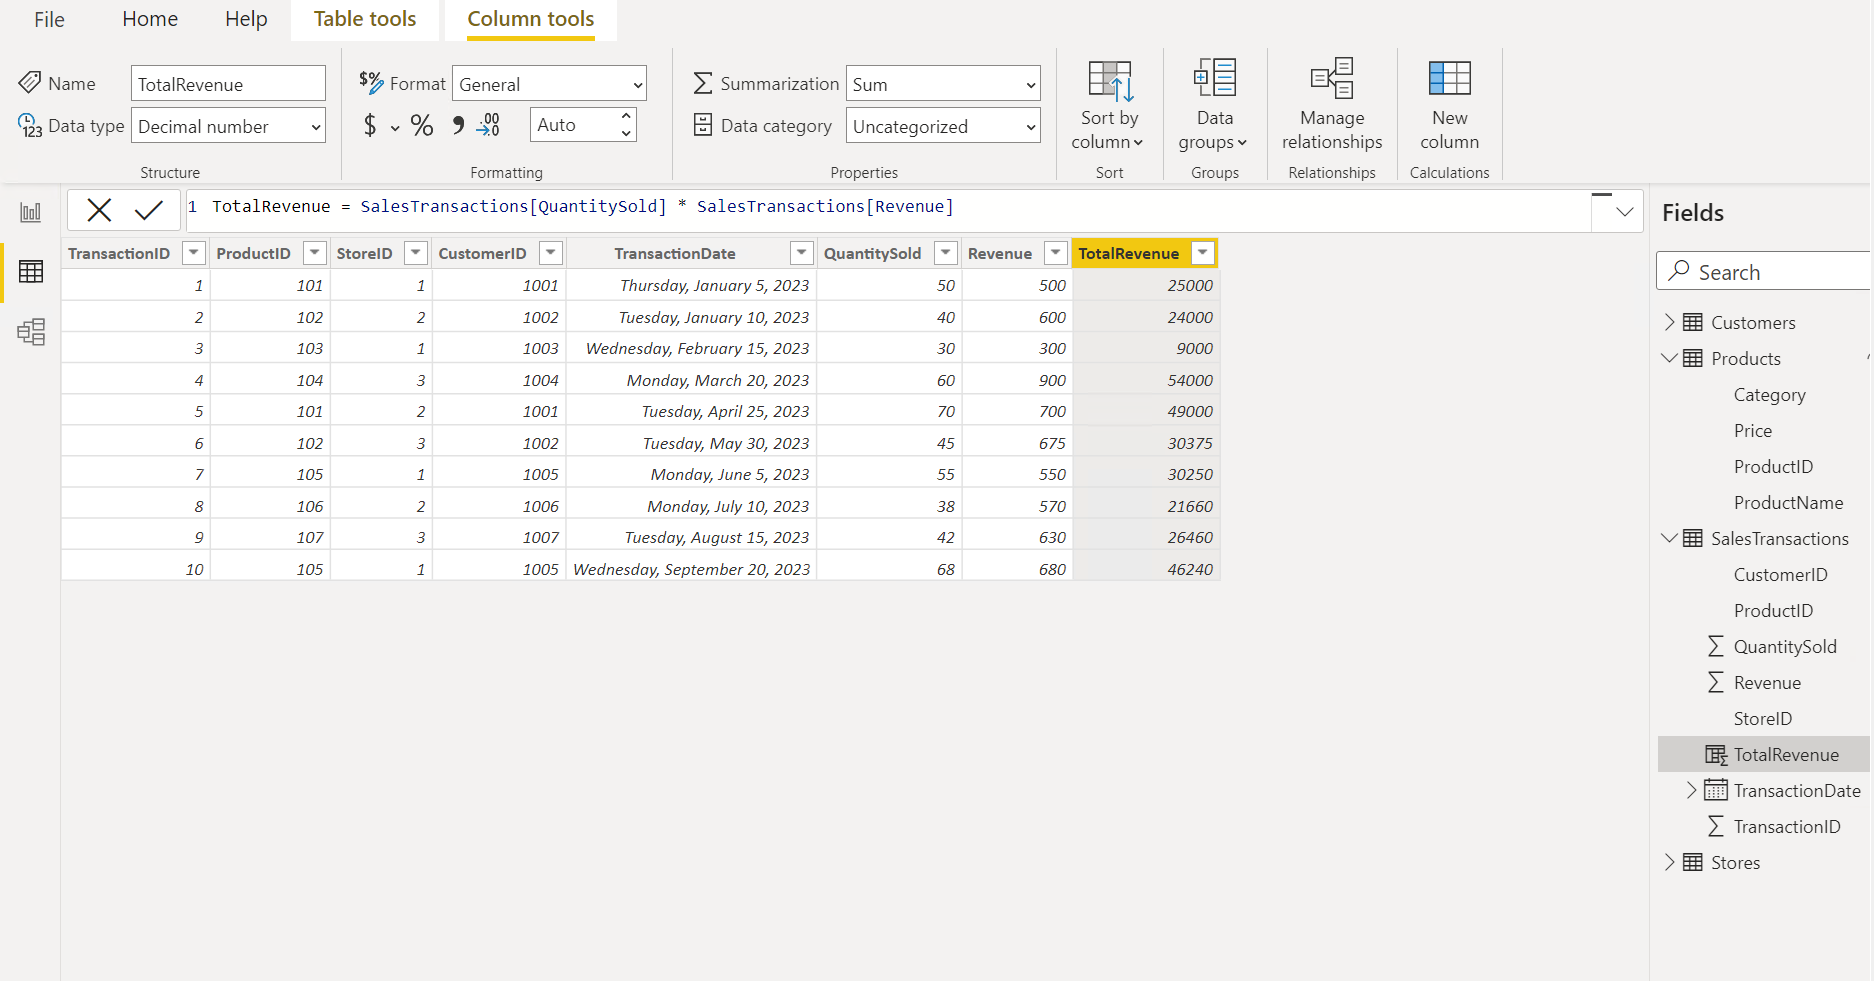 File Home Help Table tools Column tools
Name TotalRevenue
Data type Decimal number
Structure
$% Format General
$ % 9 .00 →.0 Auto
Formatting
Summarization Sum
Data category Uncategorized
Properties
Sort by
column
Sort
Data
groups
Groups
Manage
relationships
Relationships
New
column
Calculations
1 TotalRevenue = SalesTransactions[QuantitySold] * SalesTransactions[Revenue]
TransactionID ProductID StoreID CustomerID TransactionDate QuantitySold Revenue TotalRevenue
1 101 1 1001 Thursday, January 5, 2023 50 500 25000
2 102 2 1002 Tuesday, January 10, 2023 40 600 24000
3 103 1 1003 Wednesday, February 15, 2023 30 300 9000
4 104 3 1004 Monday, March 20, 2023 60 900 54000
5 101 2 1001 Tuesday, April 25, 2023 70 700 49000
6 102 3 1002 Tuesday, May 30, 2023 45 675 30375
7 105 1 1005 Monday, June 5, 2023 55 550 30250
8 106 2 1006 Monday, July 10, 2023 38 570 21660
9 107 3 1007 Tuesday, August 15, 2023 42 630 26460
10 105 1 1005 Wednesday, September 20, 2023 68 680 46240
Fields
Search
Customers
Products
Category
Price
ProductID
ProductName
SalesTransactions
CustomerID
ProductID
QuantitySold
Revenue
StoreID
TotalRevenue
TransactionDate
TransactionID
Stores